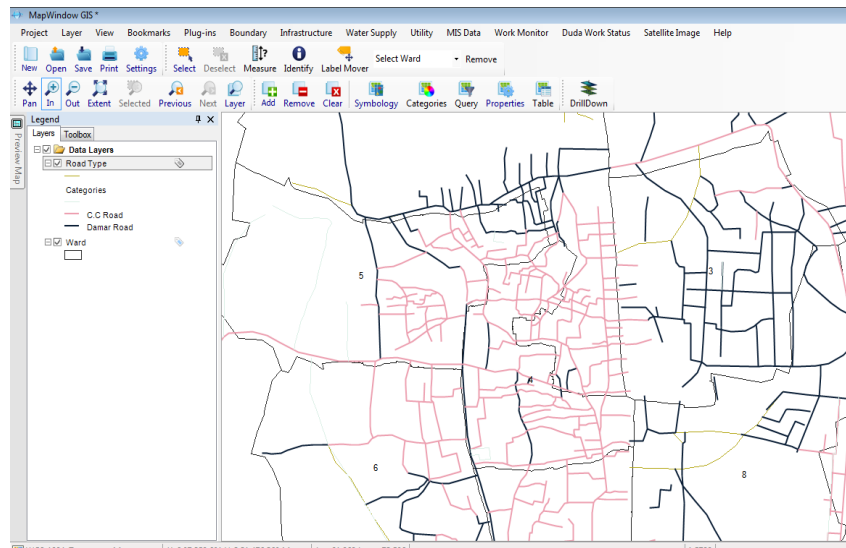 MapWindow GIS *
Project Layer View Bookmarks Plug-ins Boundary Infrastructure Water Supply Utility MIS Data Work Monitor Duda Work Status Satellite Image Help
New Open Save Print Settings Select Deselect Measure Identify Label Mover Select Ward Remove
Pan In Out Extent Selected Previous Next Layer Add Remove Clear Symbology Categories Query Properties Table DrillDown
Legend
Layers Toolbox
Preview Map
Data Layers
Road Type
Categories
C.C Road
Damar Road
Ward
5
3
4
6
8